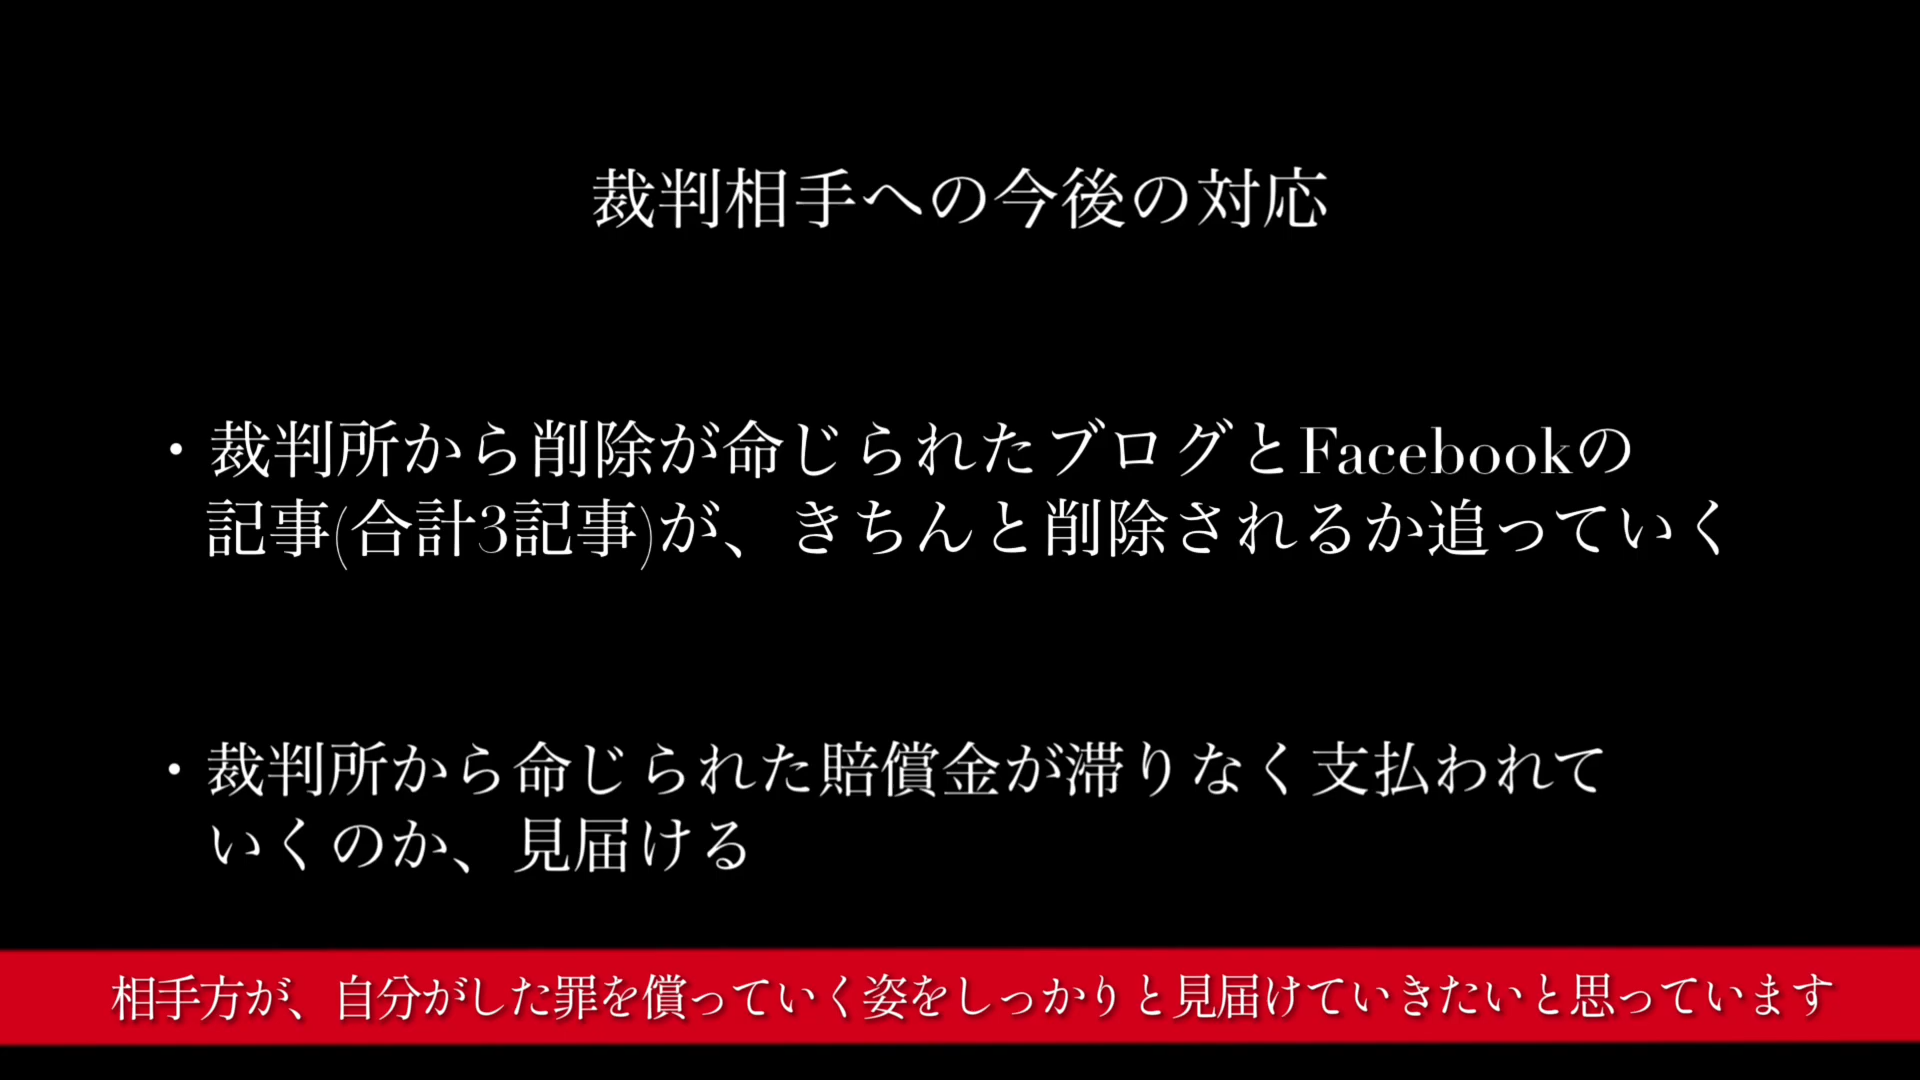 裁判相手への今後の対応
・裁判所から削除が命じられたブログとFacebookの
記事(合計3記事)が、きちんと削除されるか追っていく
・裁判所から命じられた賠償金が滞りなく支払われて
いくのか、見届ける
相手方が、自分がした罪を償っていく姿をしっかりと見届けていきたいと思っています